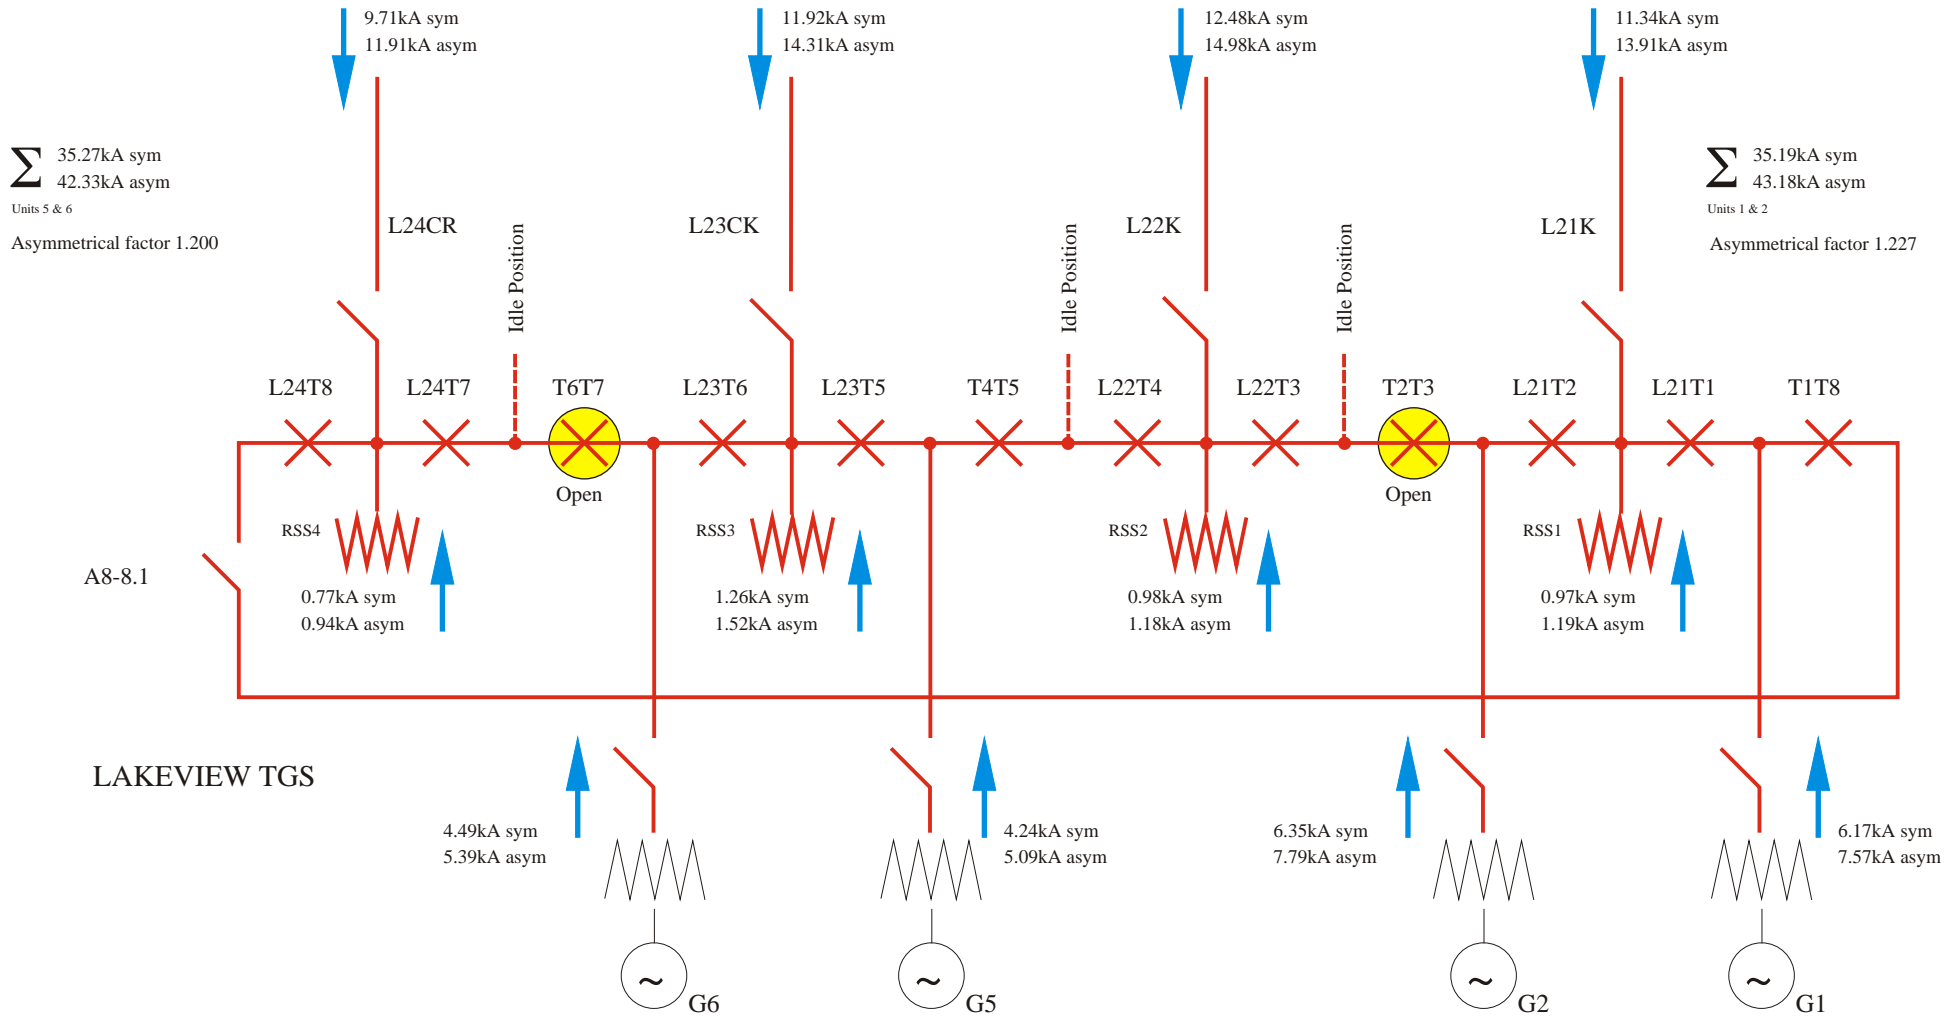 9.71kA sym
11.91kA asym
11.92kA sym
14.31kA asym
12.48kA sym
14.98kA asym
11.34kA sym
13.91kA asym
Σ
35.27kA sym
42.33kA asym
Units 5 & 6
Asymmetrical factor 1.200
Σ
35.19kA sym
43.18kA asym
Units 1 & 2
Asymmetrical factor 1.227
L24CR
L23CK
L22K
L21K
Idle Position
Idle Position
Idle Position
L24T8
L24T7
T6T7
L23T6
L23T5
T4T5
L22T4
L22T3
T2T3
L21T2
L21T1
T1T8
Open
Open
RSS4
RSS3
RSS2
RSS1
A8-8.1
0.77kA sym
0.94kA asym
1.26kA sym
1.52kA asym
0.98kA sym
1.18kA asym
0.97kA sym
1.19kA asym
LAKEVIEW TGS
4.49kA sym
5.39kA asym
4.24kA sym
5.09kA asym
6.35kA sym
7.79kA asym
6.17kA sym
7.57kA asym
~
G6
~
G5
~
G2
~
G1